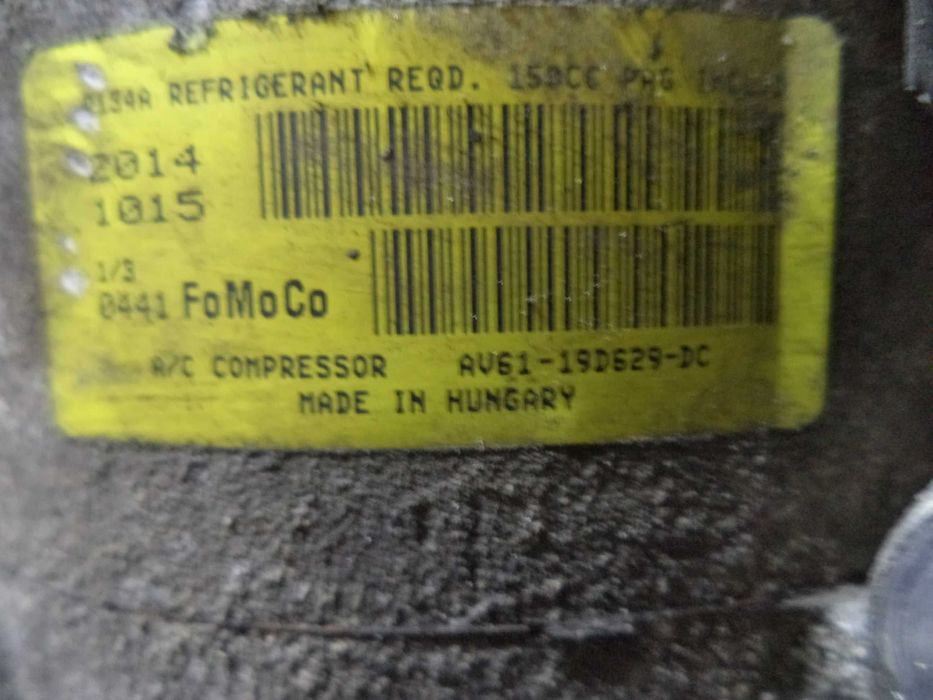 R134A REFRIGERANT REQD. 150CC PAG
2014
1015
1/3
0441 FoMoCo
A/C COMPRESSOR AV61-19D629-DC
MADE IN HUNGARY